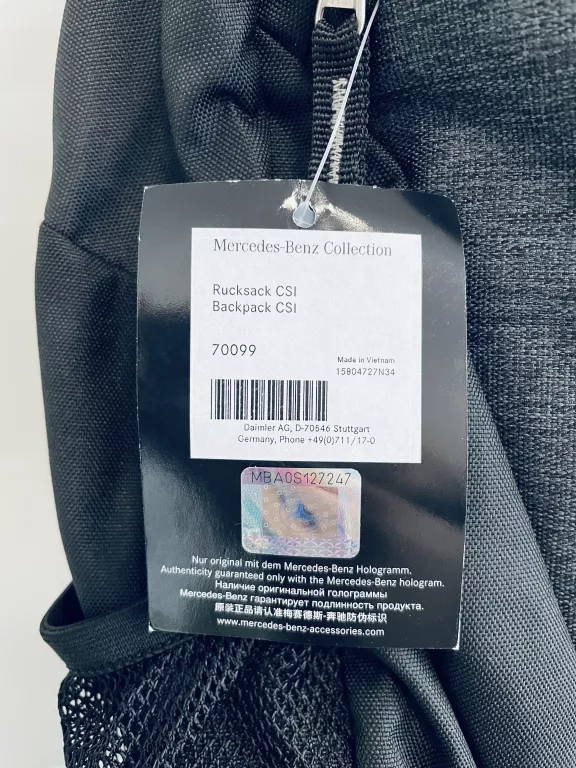 Mercedes-Benz Collection
Rucksack CSI
Backpack CSI
70099
Made in Vietnam
15804727N34
Daimler AG, D-70546 Stuttgart
Germany, Phone +49(0)711/17-0
MBA0S127247
Nur original mit dem Mercedes-Benz Hologramm.
Authenticity guaranteed only with the Mercedes-Benz hologram.
Наличие оригинальной голограммы
Mercedes-Benz гарантирует подлинность продукта.
原装正品请认准梅赛德斯-奔驰防伪标识
www.mercedes-benz-accessories.com